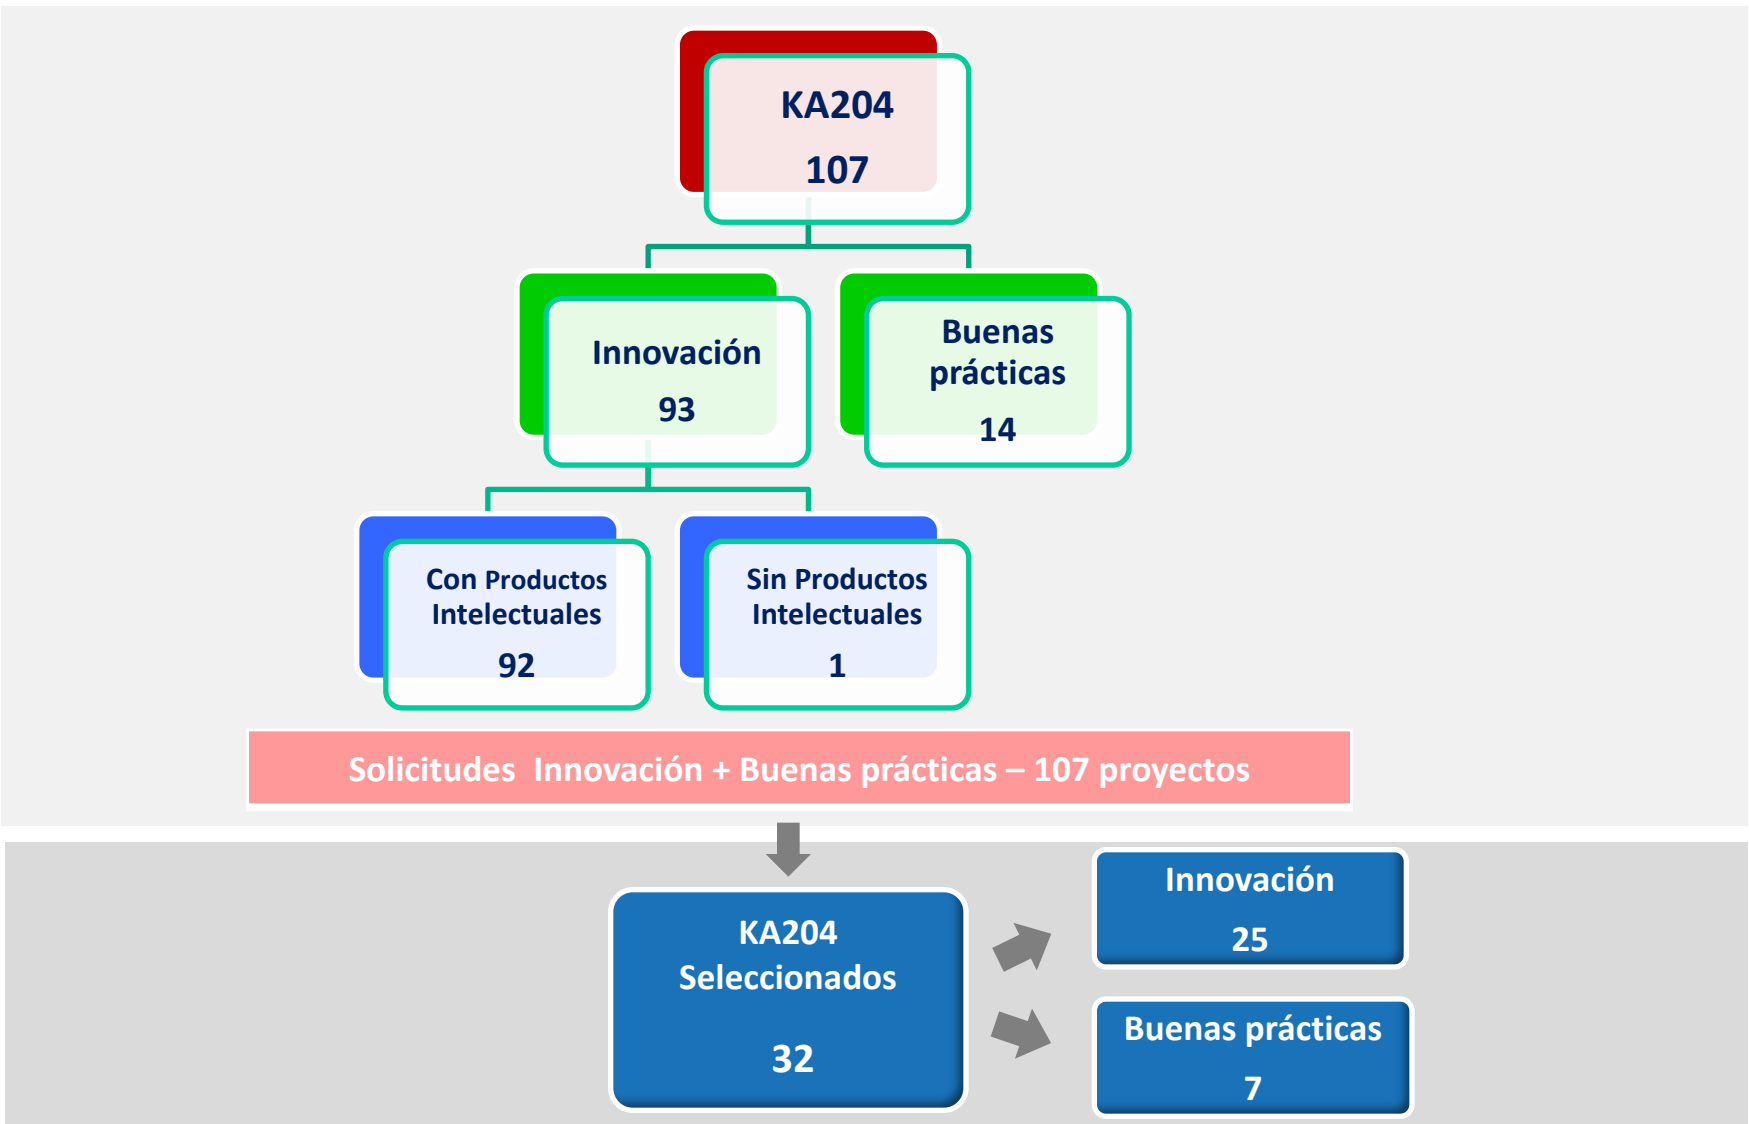 KA204
107
Innovación
93
Buenas
prácticas
14
Con Productos
Intelectuales
92
Sin Productos
Intelectuales
1
Solicitudes Innovación + Buenas prácticas – 107 proyectos
KA204
Seleccionados
32
Innovación
25
Buenas prácticas
7